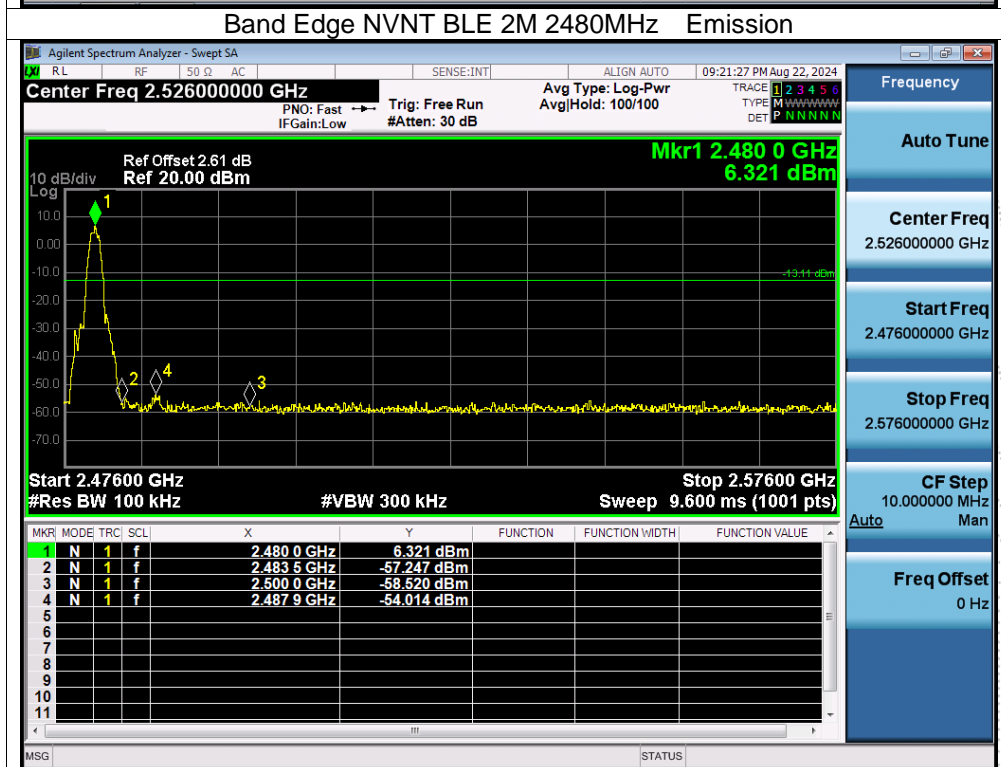 Band Edge NVNT BLE 2M 2480MHz Emission
Agilent Spectrum Analyzer - Swept SA
LXI RL RF 50 Ω AC SENSE:INT ALIGN AUTO 09:21:27 PM Aug 22, 2024
Center Freq 2.526000000 GHz
PNO: Fast
IFGain:Low
Trig: Free Run
#Atten: 30 dB
Avg Type: Log-Pwr
Avg|Hold: 100/100
TRACE 1 2 3 4 5 6
TYPE M WWWWW
DET P N N N N N
Frequency
Auto Tune
Center Freq
2.526000000 GHz
Start Freq
2.476000000 GHz
Stop Freq
2.576000000 GHz
CF Step
10.000000 MHz
Auto Man
Freq Offset
0 Hz
Mkr1 2.480 0 GHz
6.321 dBm
Ref Offset 2.61 dB
10 dB/div Ref 20.00 dBm
Log
10.0
0.00
-10.0
-20.0
-30.0
-40.0
-50.0
-60.0
-70.0
1
-13.11 dBm
2
4
3
Start 2.47600 GHz Stop 2.57600 GHz
#Res BW 100 kHz #VBW 300 kHz Sweep 9.600 ms (1001 pts)
MKR MODE TRC SCL X Y FUNCTION FUNCTION WIDTH FUNCTION VALUE
1 N 1 f 2.480 0 GHz 6.321 dBm
2 N 1 f 2.483 5 GHz -57.247 dBm
3 N 1 f 2.500 0 GHz -58.520 dBm
4 N 1 f 2.487 9 GHz -54.014 dBm
5
6
7
8
9
10
11
MSG STATUS